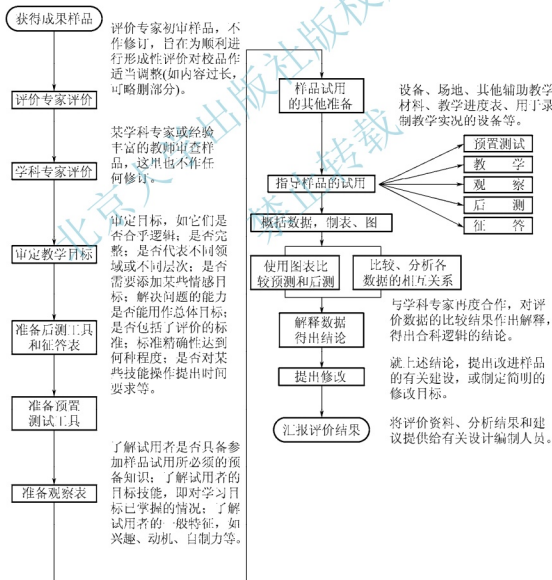 获得成果样品
评价专家初审样品，不
作修订，旨在为顺利进
行形成性评价对校品作
适当调整(如内容过长，
可略删部分)。
评价专家评价
某学科专家或经验
丰富的教师审查样
品，这里也不作任
何修订。
学科专家评价
审定目标，如它们是
否合乎逻辑；是否完
整；是否代表不同领
域或不同层次；是否
需要添加某些情感目
标；解决问题的能力
是否能用作总体目标；
是否包括了评价的标
准；标准精确性达到
何种程度；是否对某
些技能操作提出时间
要求等。
审定教学目标
准备后测工具
和征答表
准备预置
测试工具
了解试用者是否具备参
加样品试用所必须的预
备知识；了解试用者的
目标技能，即对学习目
标已掌握的情况；了解
试用者的一般特征，如
兴趣、动机、自制力等。
准备观察表
样品试用
的其他准备
设备、场地、其他辅助教学
材料、教学进度表、用于录
制教学实况的设备等。
指导样品的试用
预置测试
教 学
观 察
后 测
征 答
概括数据，制表、图
使用图表比
较预测和后测
比较、分析各
数据的相互关系
解释数据
得出结论
与学科专家再度合作，对评
价数据的比较结果作出解释，
得出合科逻辑的结论。
提出修改
就上述结论，提出改进样品
的有关建设，或制定简明的
修改目标。
汇报评价结果
将评价资料、分析结果和建
议提供给有关设计编制人员。
北京大学出版社版权所有
禁止转载